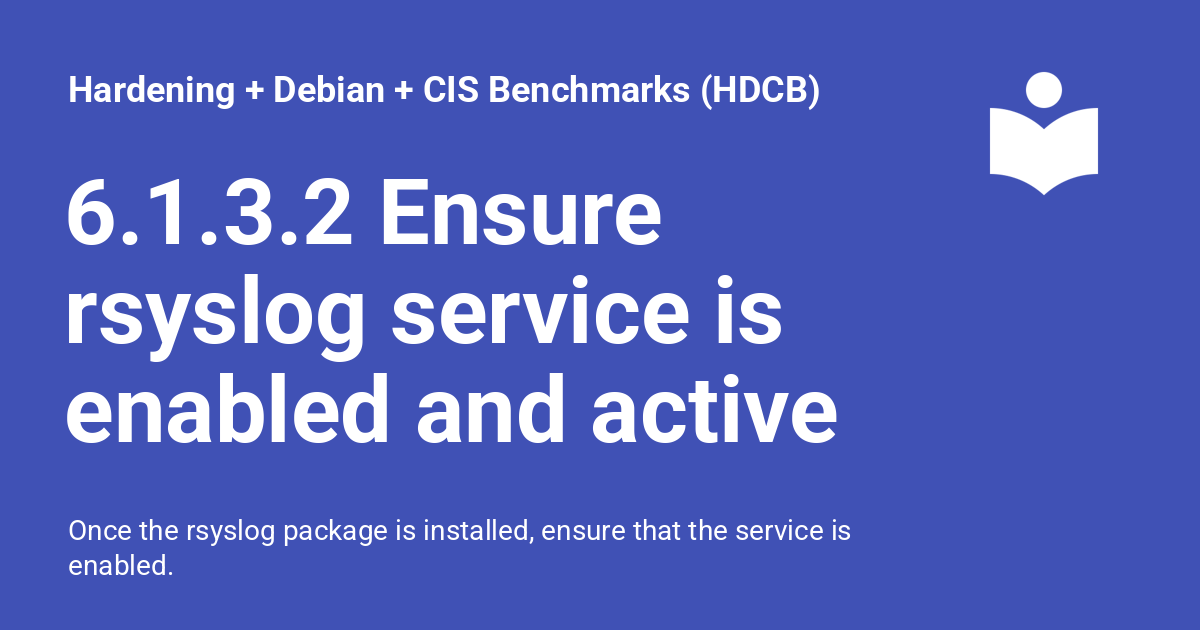 Hardening + Debian + CIS Benchmarks (HDCB)
6.1.3.2 Ensure
rsyslog service is
enabled and active
Once the rsyslog package is installed, ensure that the service is
enabled.